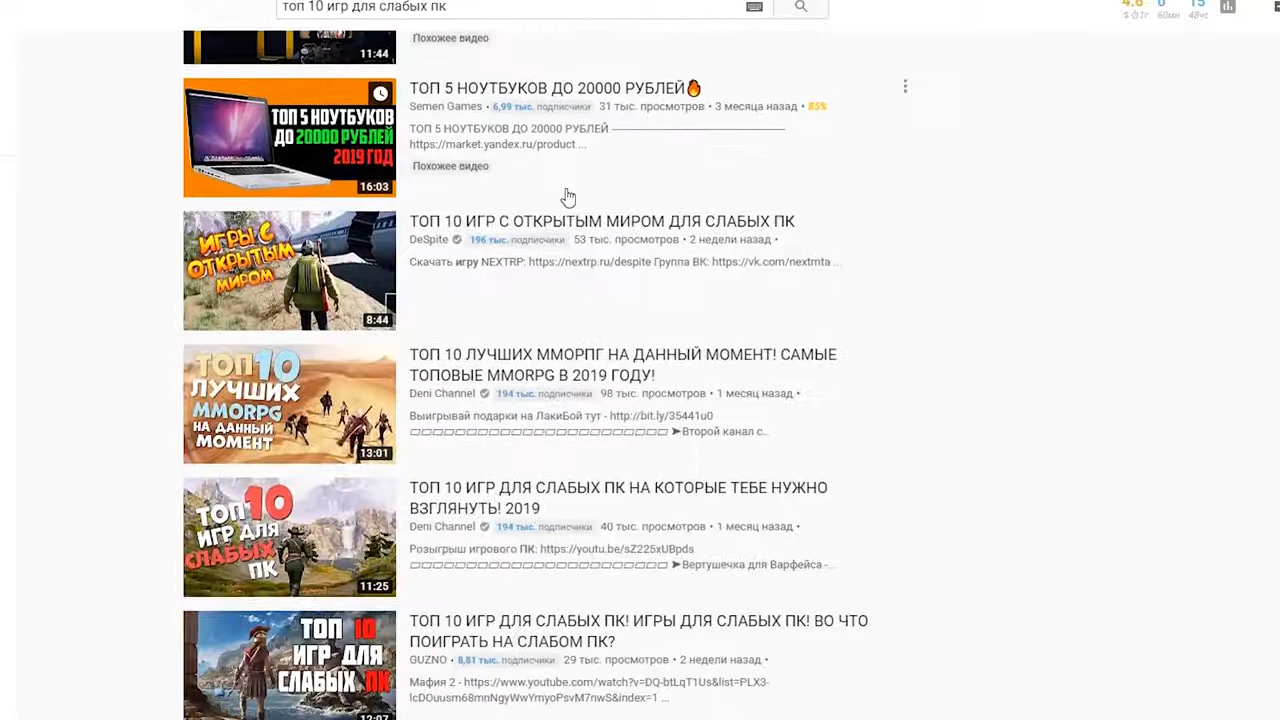 топ 10 игр для слабых пк
4.6 0 15
$ 1г 60мн 48чс
11:44
Похожее видео
ТОП 5 НОУТБУКОВ
ДО 20000 РУБЛЕЙ
2019 ГОД
16:03
ТОП 5 НОУТБУКОВ ДО 20000 РУБЛЕЙ🔥
Semen Games • 6,99 тыс. подписчики 31 тыс. просмотров • 3 месяца назад • 85%
ТОП 5 НОУТБУКОВ ДО 20000 РУБЛЕЙ ————————————
https://market.yandex.ru/product ...
Похожее видео
ИГРЫ С
ОТКРЫТЫМ
МИРОМ
8:44
ТОП 10 ИГР С ОТКРЫТЫМ МИРОМ ДЛЯ СЛАБЫХ ПК
DeSpite 196 тыс. подписчики 53 тыс. просмотров • 2 недели назад •
Скачать игру NEXTRP: https://nextrp.ru/despite Группа ВК: https://vk.com/nextmta ...
ТОП 10
ЛУЧШИХ
MMORPG
НА ДАННЫЙ
МОМЕНТ
13:01
ТОП 10 ЛУЧШИХ ММОРПГ НА ДАННЫЙ МОМЕНТ! САМЫЕ
ТОПОВЫЕ MMORPG В 2019 ГОДУ!
Deni Channel 194 тыс. подписчики 98 тыс. просмотров • 1 месяц назад •
Выигрывай подарки на ЛакиБой тут - http://bit.ly/35441u0
▭▭▭▭▭▭▭▭▭▭▭▭▭▭▭▭▭▭▭▭▭▭▭ ➤Второй канал с...
ТОП 10
ИГР ДЛЯ
СЛАБЫХ
ПК
11:25
ТОП 10 ИГР ДЛЯ СЛАБЫХ ПК НА КОТОРЫЕ ТЕБЕ НУЖНО
ВЗГЛЯНУТЬ! 2019
Deni Channel 194 тыс. подписчики 40 тыс. просмотров • 1 месяц назад •
Розыгрыш игрового ПК: https://youtu.be/sZ225xUBpds
▭▭▭▭▭▭▭▭▭▭▭▭▭▭▭▭▭▭▭▭▭▭▭ ➤Вертушечка для Варфейса -...
ТОП 10
ИГР ДЛЯ
СЛАБЫХ ПК
12:07
ТОП 10 ИГР ДЛЯ СЛАБЫХ ПК! ИГРЫ ДЛЯ СЛАБЫХ ПК! ВО ЧТО
ПОИГРАТЬ НА СЛАБОМ ПК?
GUZNO • 8,81 тыс. подписчики 29 тыс. просмотров • 2 недели назад •
Мафия 2 - https://www.youtube.com/watch?v=DQ-btLqT1Us&list=PLX3-
lcDOuusm68mnNgyWwYmyoPsvM7nwS&index=1 ...